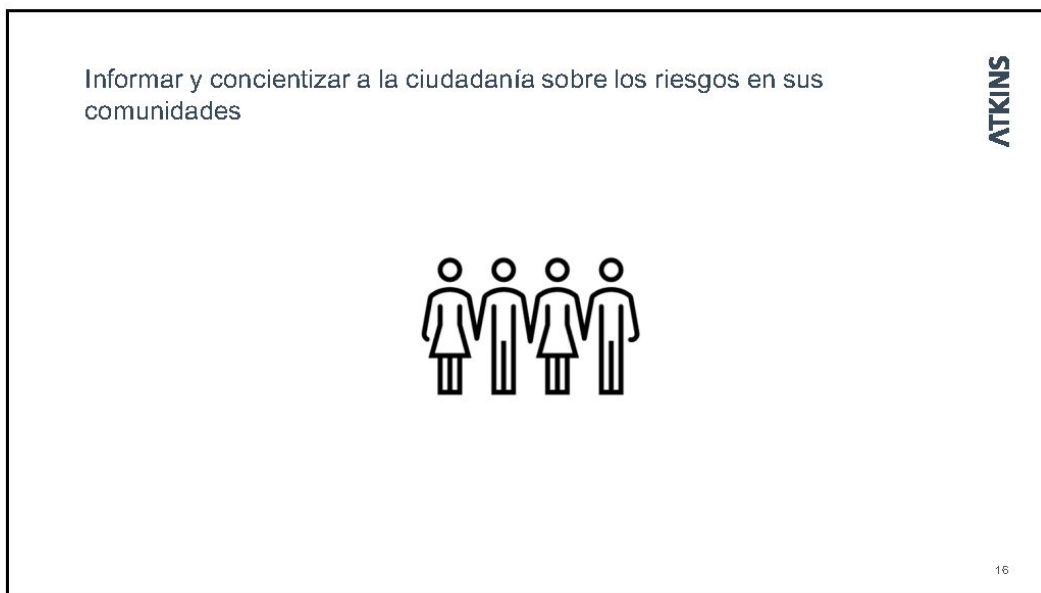 Informar y concientizar a la ciudadanía sobre los riesgos en sus
comunidades
ATKINS
16